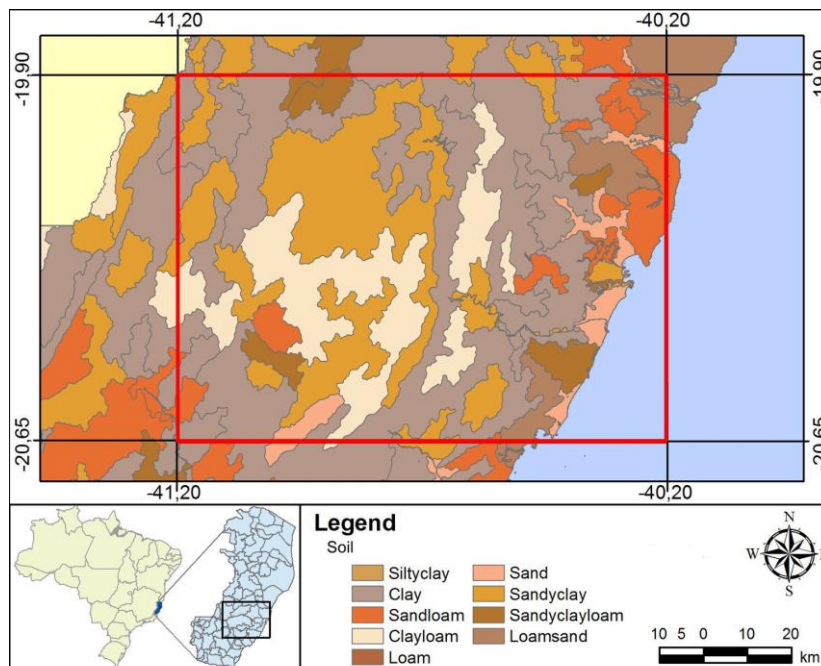 -41,20 -40,20
-19,90 -19,90
-20,65 -20,65
-41,20 -40,20
Legend
Soil
Siltyclay Sand
Clay Sandyclay
Sandloam Sandyclayloam
Clayloam Loamsand
Loam
N
W E
S
10 5 0 10 20
km